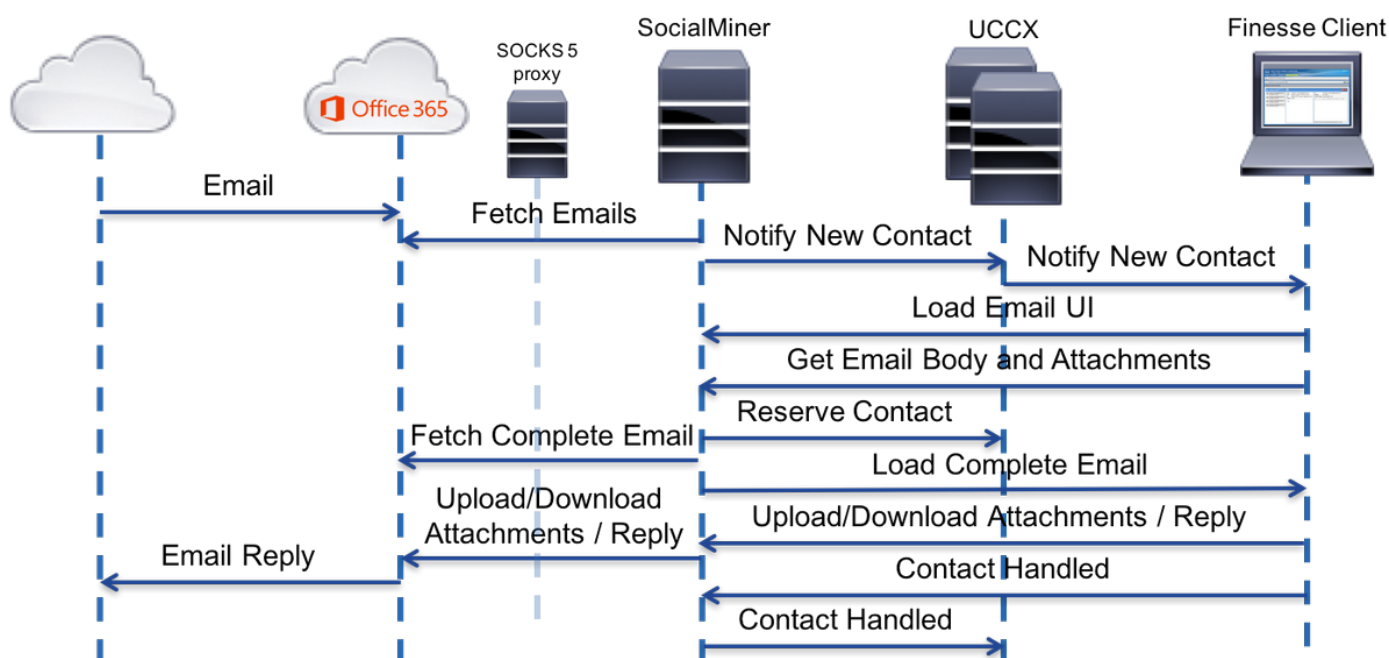 SocialMiner
UCCX
Finesse Client
SOCKS 5
proxy
Office 365
Email
Fetch Emails
Notify New Contact
Notify New Contact
Load Email UI
Get Email Body and Attachments
Reserve Contact
Fetch Complete Email
Load Complete Email
Upload/Download
Attachments / Reply
Upload/Download Attachments / Reply
Email Reply
Contact Handled
Contact Handled